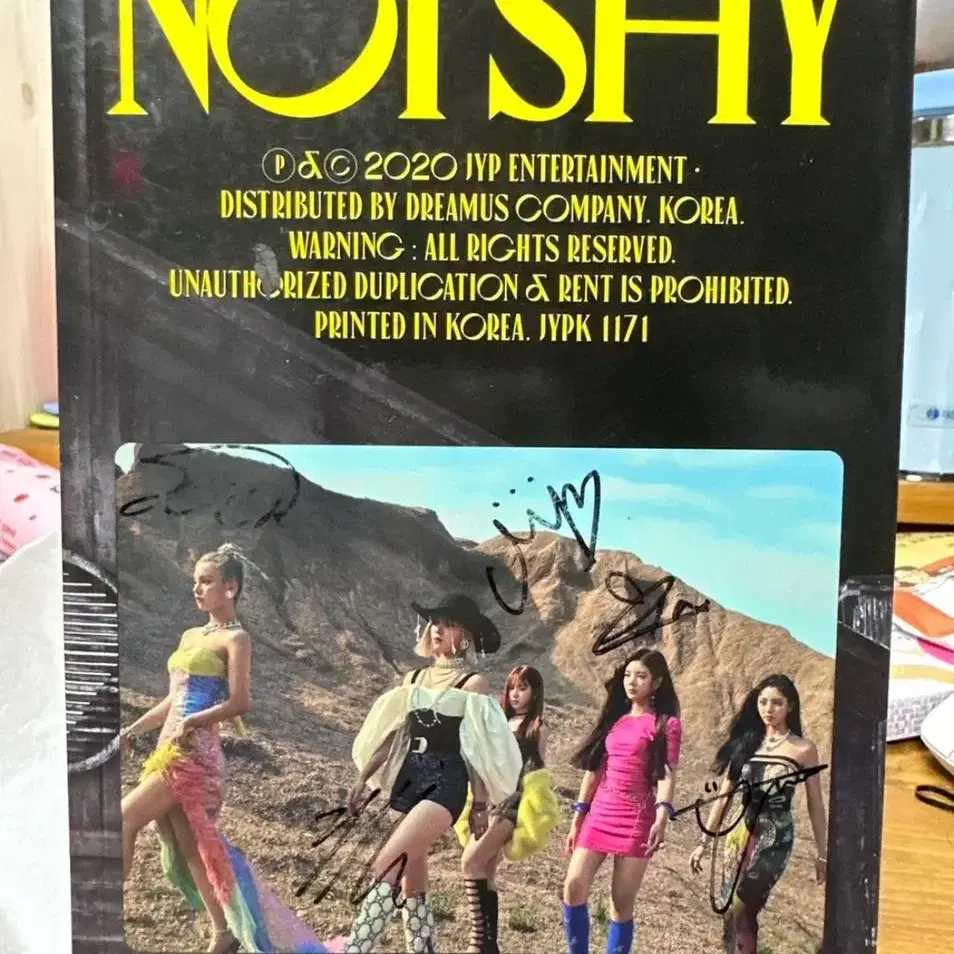 NOT SHY
Ⓟ & Ⓒ 2020 JYP ENTERTAINMENT ·
DISTRIBUTED BY DREAMUS COMPANY. KOREA.
WARNING : ALL RIGHTS RESERVED.
UNAUTHORIZED DUPLICATION & RENT IS PROHIBITED.
PRINTED IN KOREA. JYPK 1171